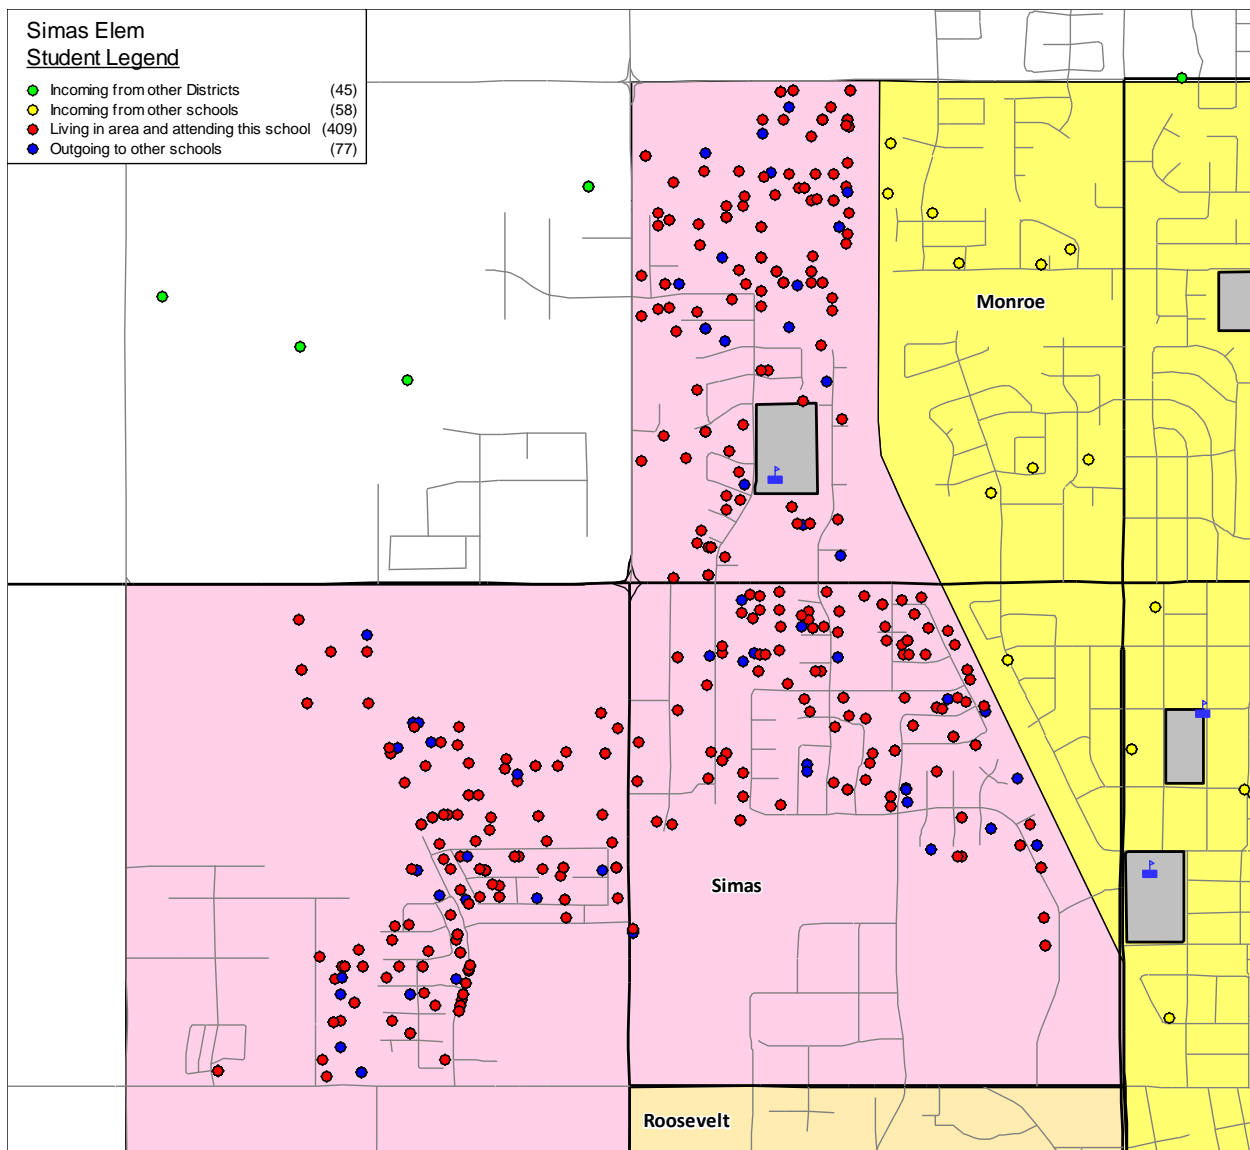 Simas Elem
Student Legend
Incoming from other Districts (45)
Incoming from other schools (58)
Living in area and attending this school (409)
Outgoing to other schools (77)
Monroe
Simas
Roosevelt